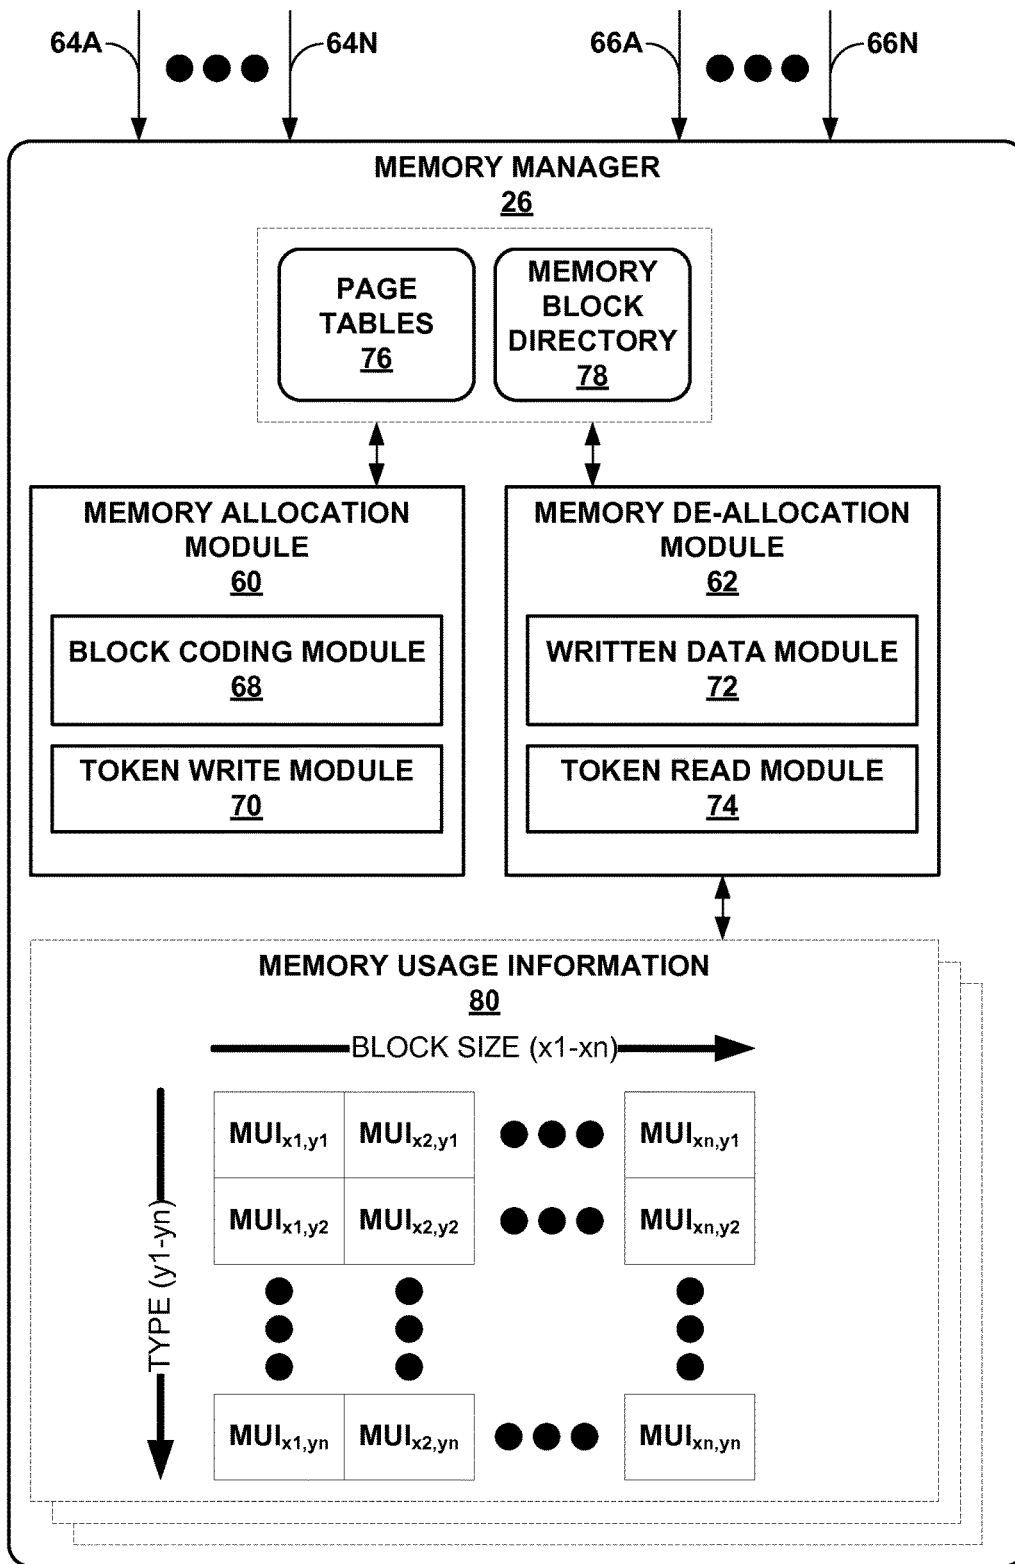 64A
64N
66A
66N
MEMORY MANAGER
26
PAGE
TABLES
76
MEMORY
BLOCK
DIRECTORY
78
MEMORY ALLOCATION
MODULE
60
BLOCK CODING MODULE
68
TOKEN WRITE MODULE
70
MEMORY DE-ALLOCATION
MODULE
62
WRITTEN DATA MODULE
72
TOKEN READ MODULE
74
MEMORY USAGE INFORMATION
80
BLOCK SIZE (x1-xn)
TYPE (y1-yn)
MUIx1,y1 MUIx2,y1 MUIxn,y1
MUIx1,y2 MUIx2,y2 MUIxn,y2
MUIx1,yn MUIx2,yn MUIxn,yn